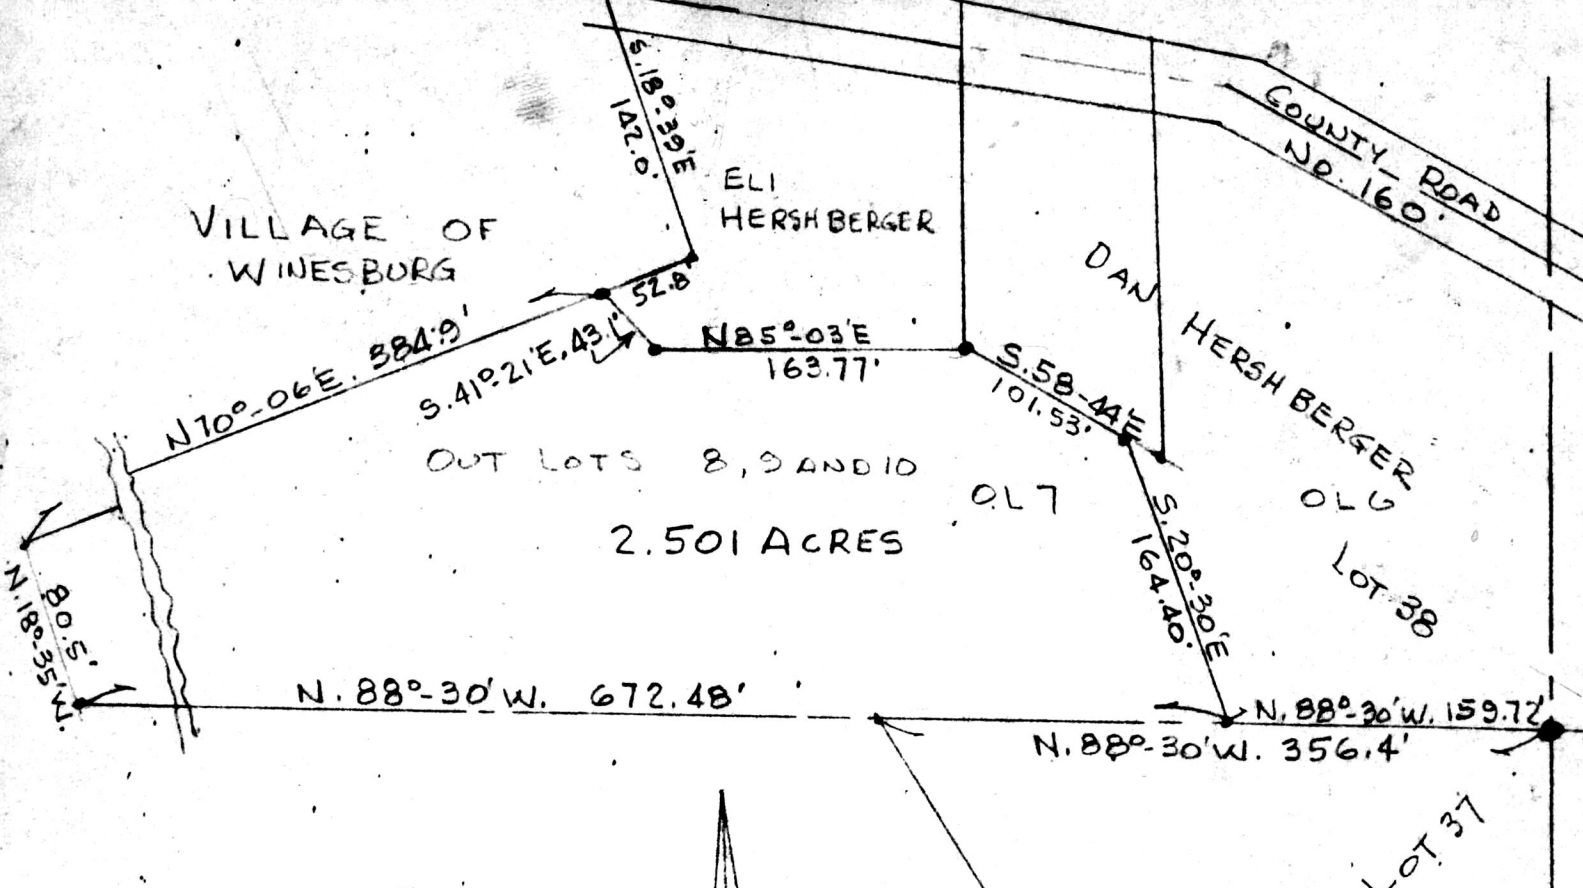 S.18°-39'E
142.0'
COUNTY ROAD
NO. 160.
ELI
HERSHBERGER
VILLAGE OF
WINESBURG
52.8'
DAN HERSHBERGER
N70°-06'E. 384.9'
S.41°-21'E, 43.1'
N85°-03'E
163.77'
S.58-44'E
101.53'
OUT LOTS 8, 9 AND 10
O.L 7
OL 6
2.501 ACRES
S.20°-30'E
164.40'
LOT 38
80.5'
N.18°-35'W.
N. 88°-30'W. 672.48'
N. 88°-30'W. 159.72'
N.88°-30'W. 356.4'
LOT 37